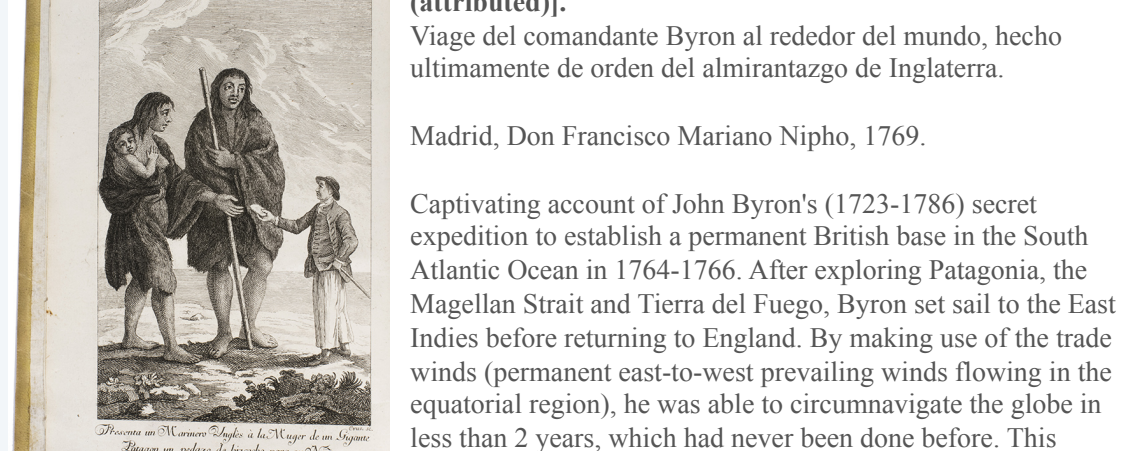 (attributed)].
Viage del comandante Byron al rededor del mundo, hecho
ultimamente de orden del almirantazgo de Inglaterra.
Madrid, Don Francisco Mariano Nipho, 1769.
Captivating account of John Byron's (1723-1786) secret
expedition to establish a permanent British base in the South
Atlantic Ocean in 1764-1766. After exploring Patagonia, the
Magellan Strait and Tierra del Fuego, Byron set sail to the East
Indies before returning to England. By making use of the trade
winds (permanent east-to-west prevailing winds flowing in the
equatorial region), he was able to circumnavigate the globe in
less than 2 years, which had never been done before. This
Presenta un Marinero Inglès à la Muger de un Gigante
Patagon un pedazo de